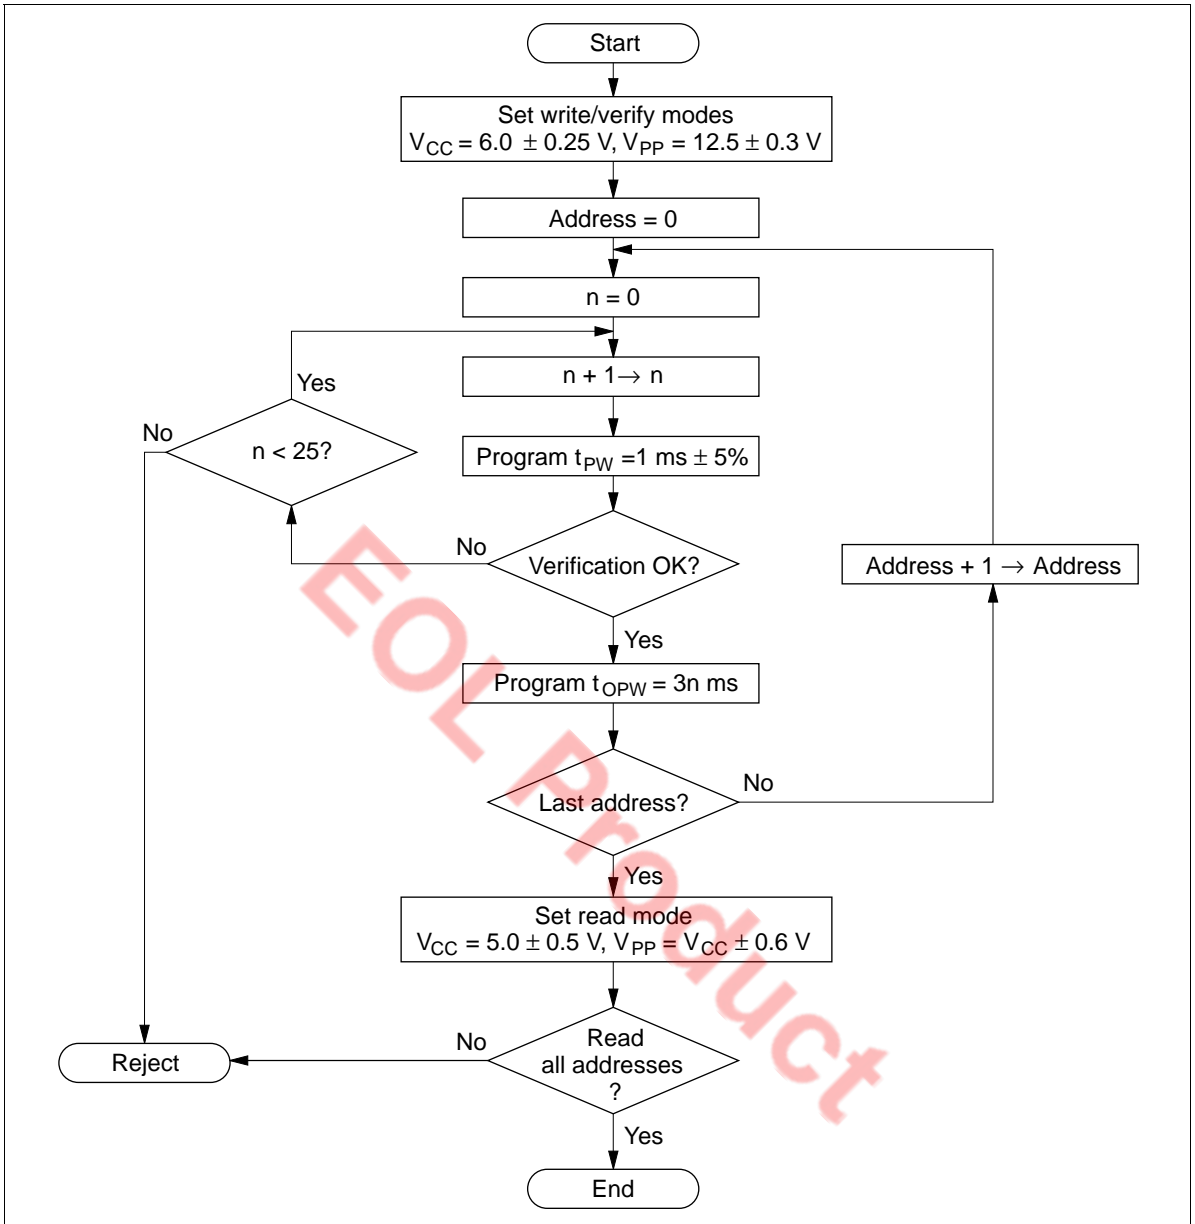 Start
Set write/verify modes
VCC = 6.0 ± 0.25 V, VPP = 12.5 ± 0.3 V
Address = 0
n = 0
n + 1 → n
Yes
No
n < 25?
Program tPW =1 ms ± 5%
No
Verification OK?
Address + 1 → Address
Yes
Program tOPW = 3n ms
Last address?
No
Yes
Set read mode
VCC = 5.0 ± 0.5 V, VPP = VCC ± 0.6 V
No
Read
all addresses
?
Reject
Yes
End
EOL Product